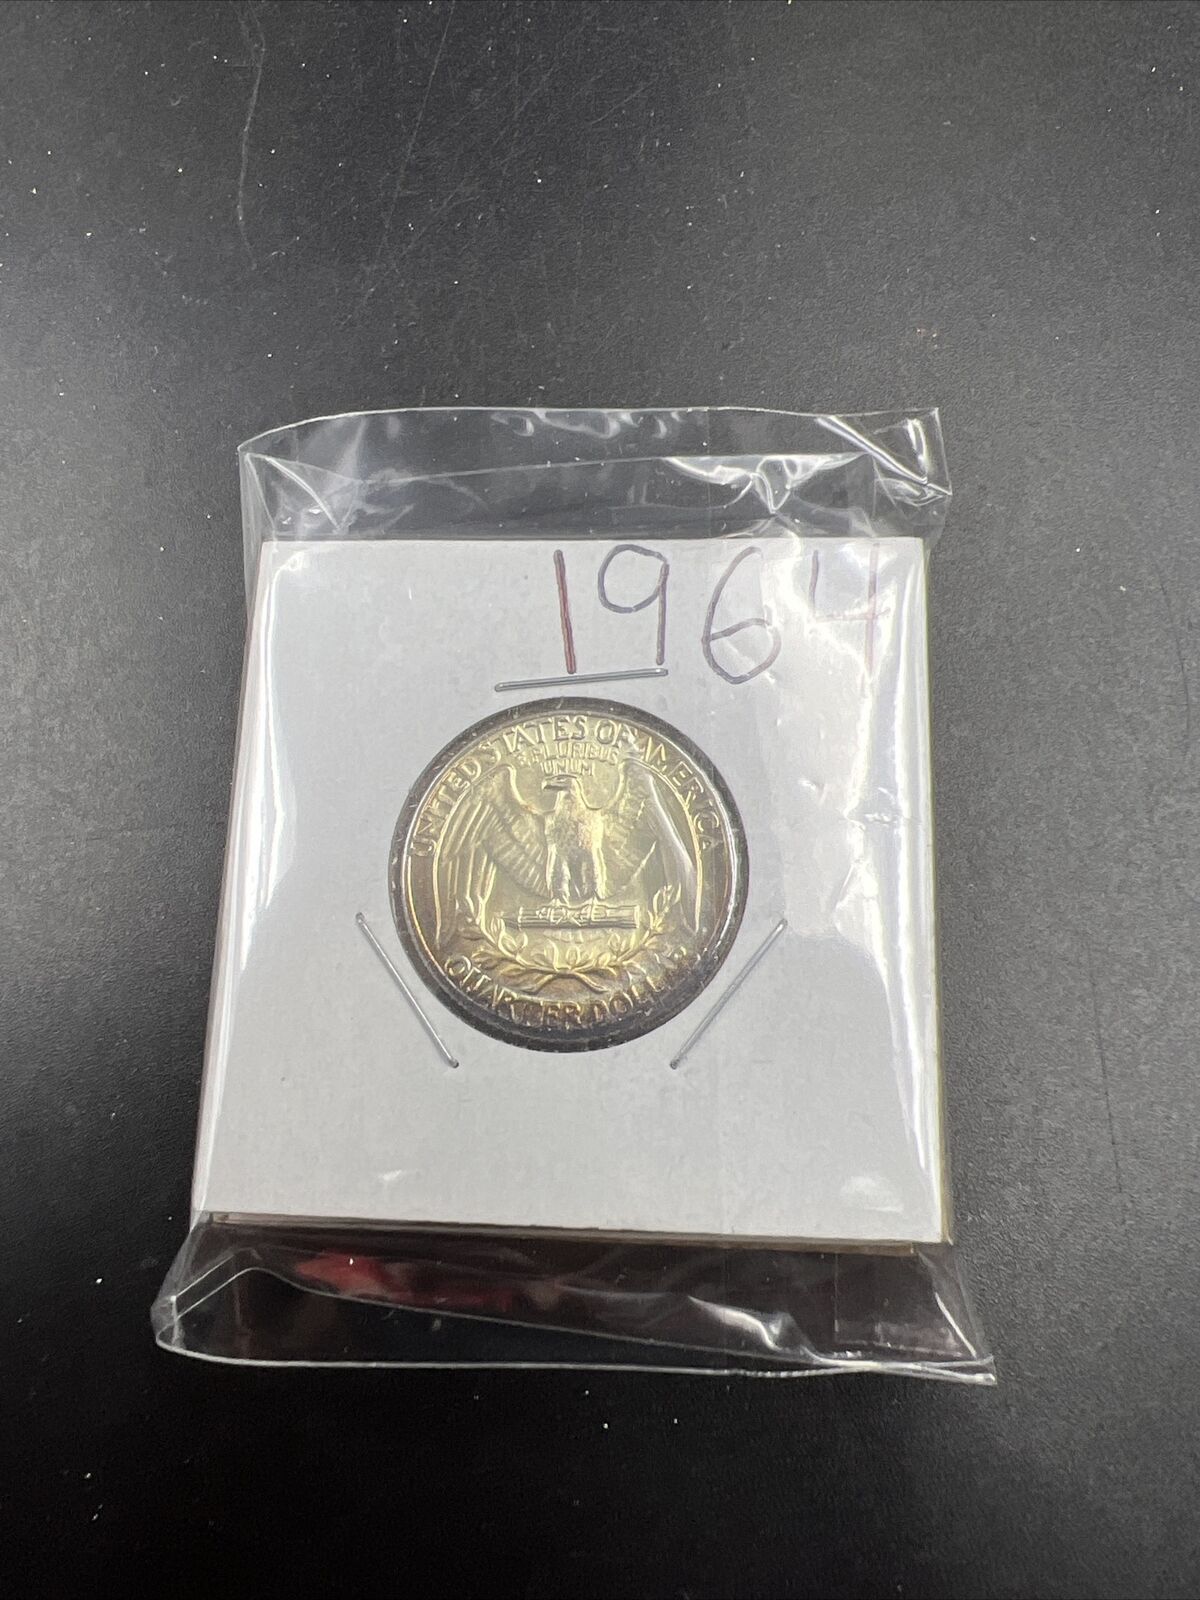 1964
UNITED STATES OF AMERICA
E PLURIBUS
UNUM
QUARTER DOLLAR